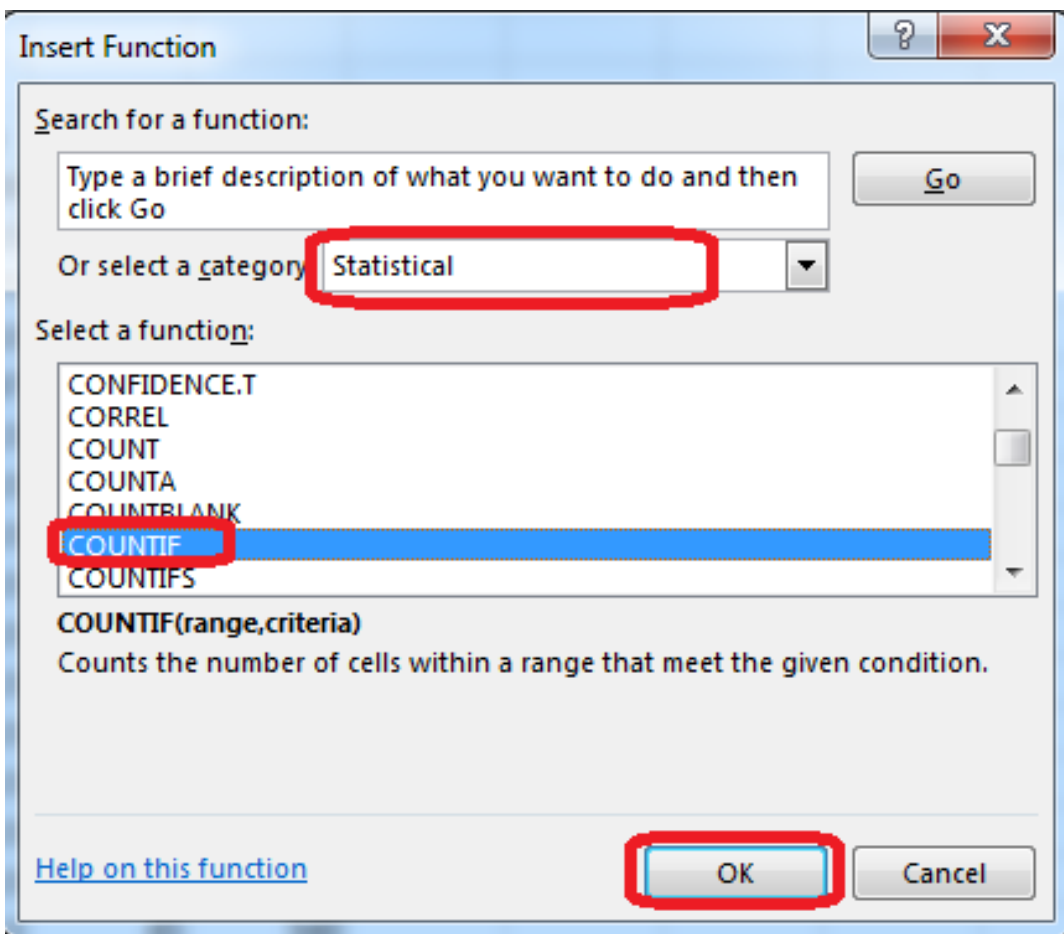 Insert Function
?
Search for a function:
Type a brief description of what you want to do and then
click Go
Go
Or select a category
Statistical
Select a function:
CONFIDENCE.T
CORREL
COUNT
COUNTA
COUNTBLANK
COUNTIF
COUNTIFS
COUNTIF(range,criteria)
Counts the number of cells within a range that meet the given condition.
Help on this function
OK
Cancel